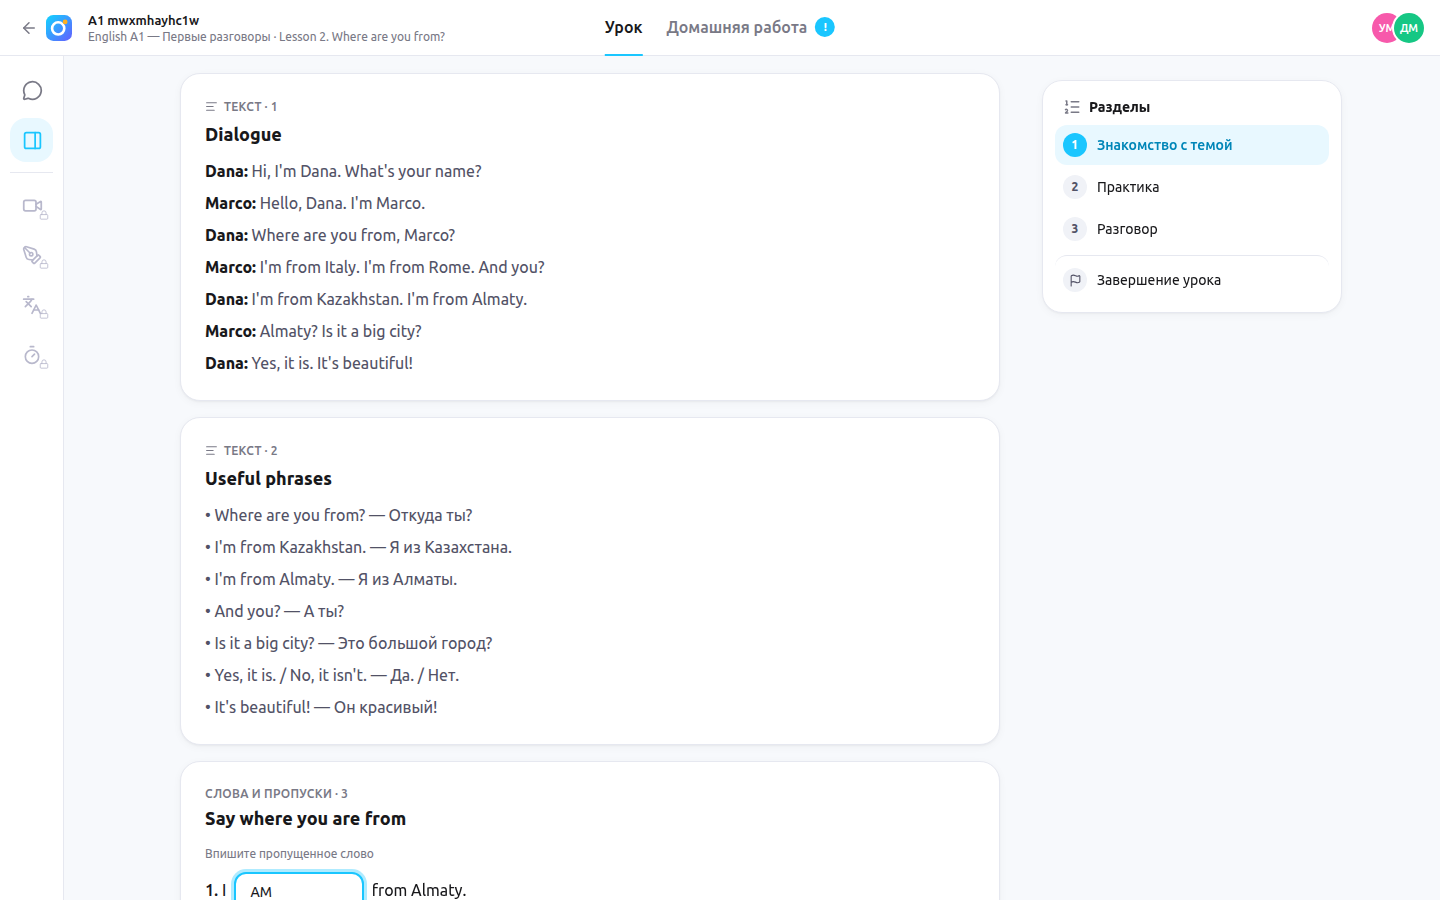 A1 mwxmhayhc1w
English A1 — Первые разговоры · Lesson 2. Where are you from?
Урок
Домашняя работа !
УМ ДМ
ТЕКСТ · 1
Dialogue
Dana: Hi, I'm Dana. What's your name?
Marco: Hello, Dana. I'm Marco.
Dana: Where are you from, Marco?
Marco: I'm from Italy. I'm from Rome. And you?
Dana: I'm from Kazakhstan. I'm from Almaty.
Marco: Almaty? Is it a big city?
Dana: Yes, it is. It's beautiful!
ТЕКСТ · 2
Useful phrases
• Where are you from? — Откуда ты?
• I'm from Kazakhstan. — Я из Казахстана.
• I'm from Almaty. — Я из Алматы.
• And you? — А ты?
• Is it a big city? — Это большой город?
• Yes, it is. / No, it isn't. — Да. / Нет.
• It's beautiful! — Он красивый!
СЛОВА И ПРОПУСКИ · 3
Say where you are from
Впишите пропущенное слово
1. I AM from Almaty.
Разделы
1 Знакомство с темой
2 Практика
3 Разговор
Завершение урока